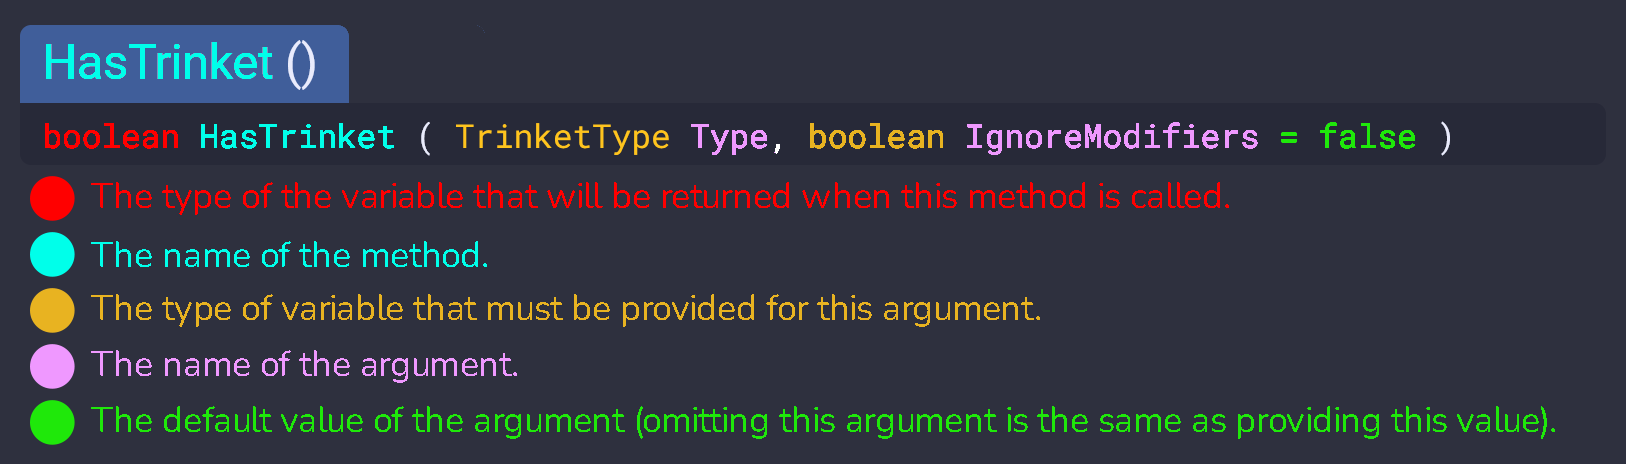 HasTrinket ()
boolean HasTrinket ( TrinketType Type, boolean IgnoreModifiers = false )
The type of the variable that will be returned when this method is called.
The name of the method.
The type of variable that must be provided for this argument.
The name of the argument.
The default value of the argument (omitting this argument is the same as providing this value).